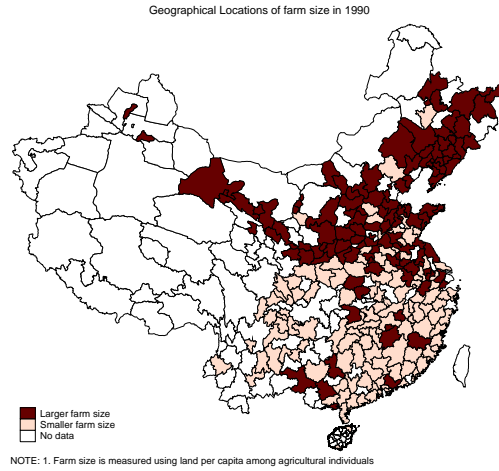 Geographical Locations of farm size in 1990
Larger farm size
Smaller farm size
No data
NOTE: 1. Farm size is measured using land per capita among agricultural individuals